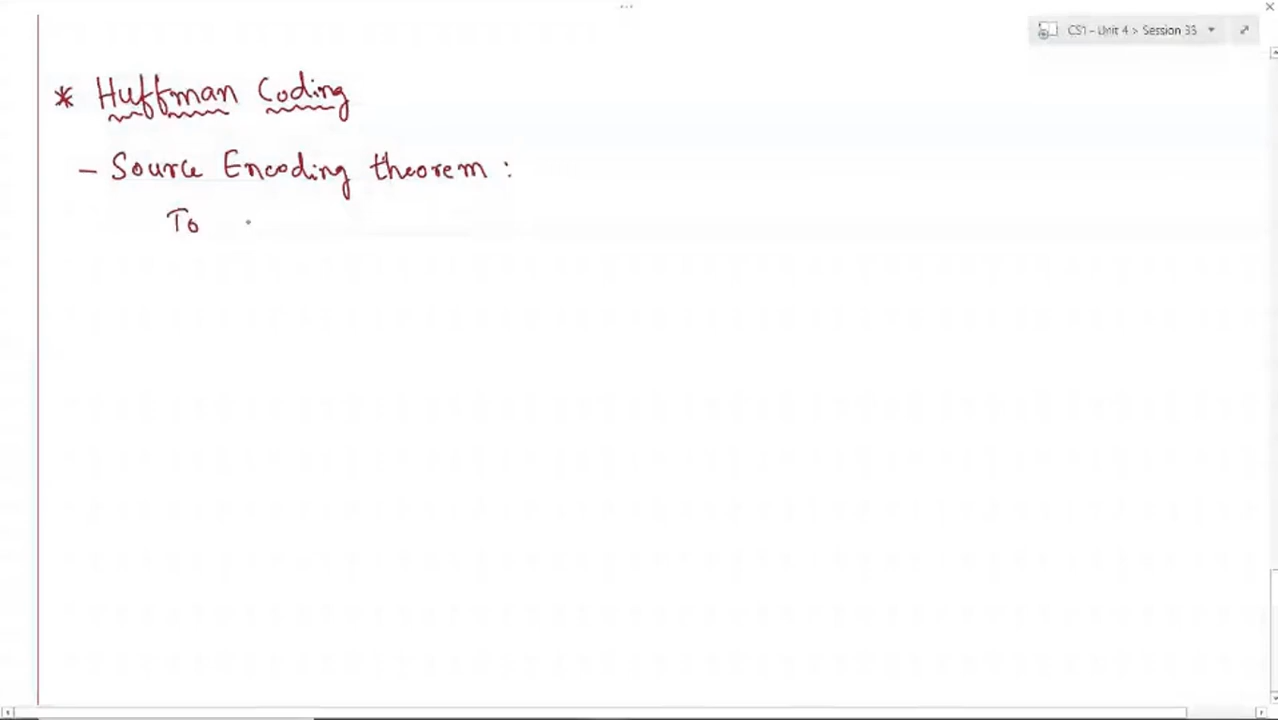 CS1 - Unit 4 > Session 33
* Huffman Coding
- Source Encoding theorem :
To